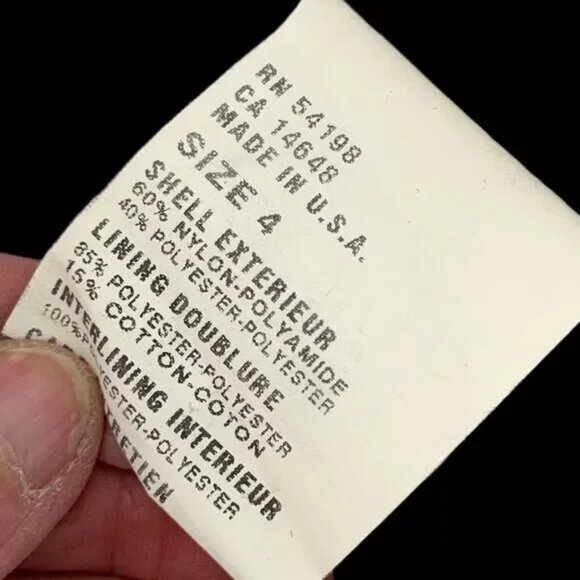 RN 54198
CA 14648
MADE IN U.S.A.
SIZE 4
SHELL EXTERIEUR
60% NYLON-POLYAMIDE
40% POLYESTER-POLYESTER
LINING DOUBLURE
85% POLYESTER-POLYESTER
15% COTTON-COTON
INTERLINING INTERIEUR
100% POLYESTER-POLYESTER